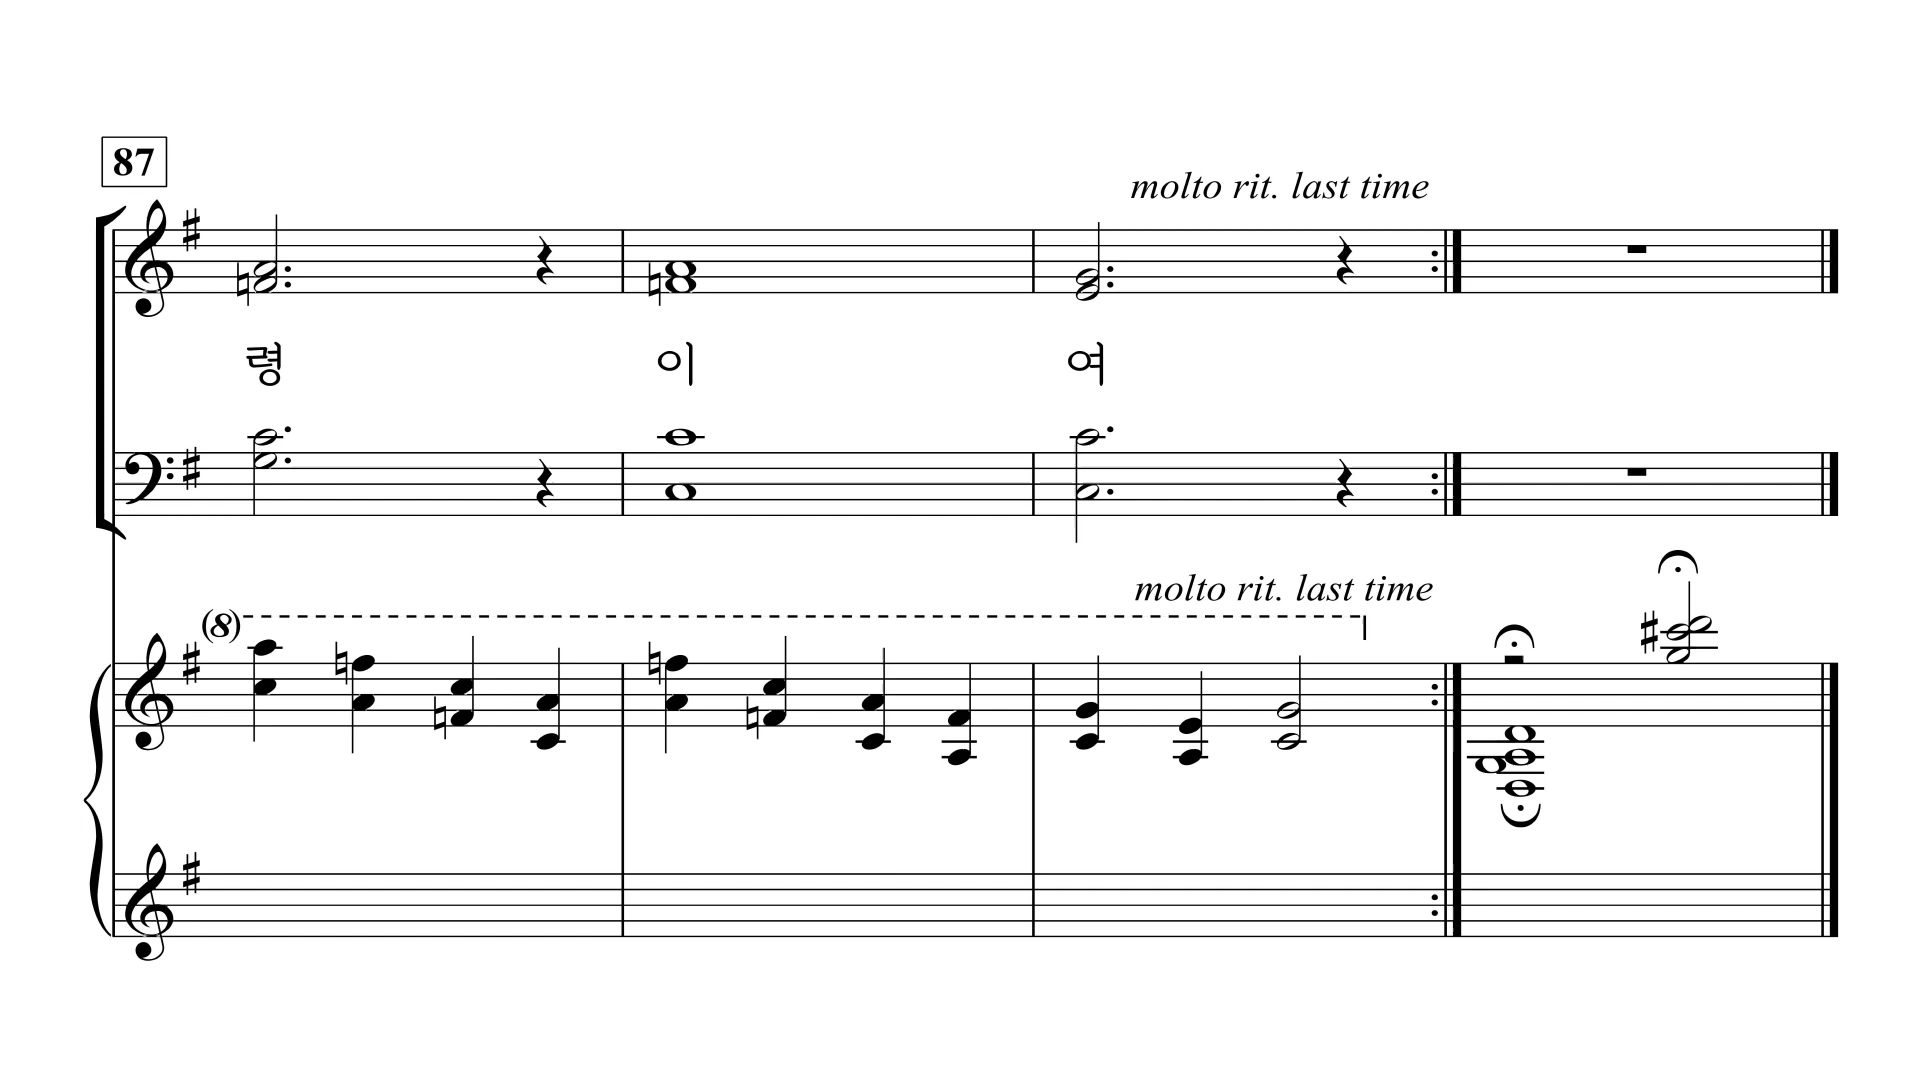 87
molto rit. last time
령 이 여
molto rit. last time
(8)